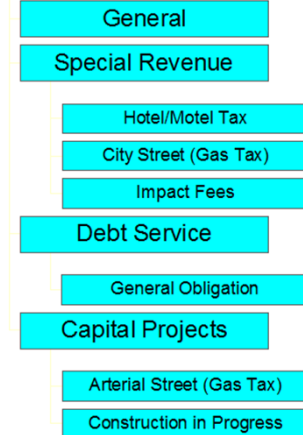 General
Special Revenue
Hotel/Motel Tax
City Street (Gas Tax)
Impact Fees
Debt Service
General Obligation
Capital Projects
Arterial Street (Gas Tax)
Construction in Progress